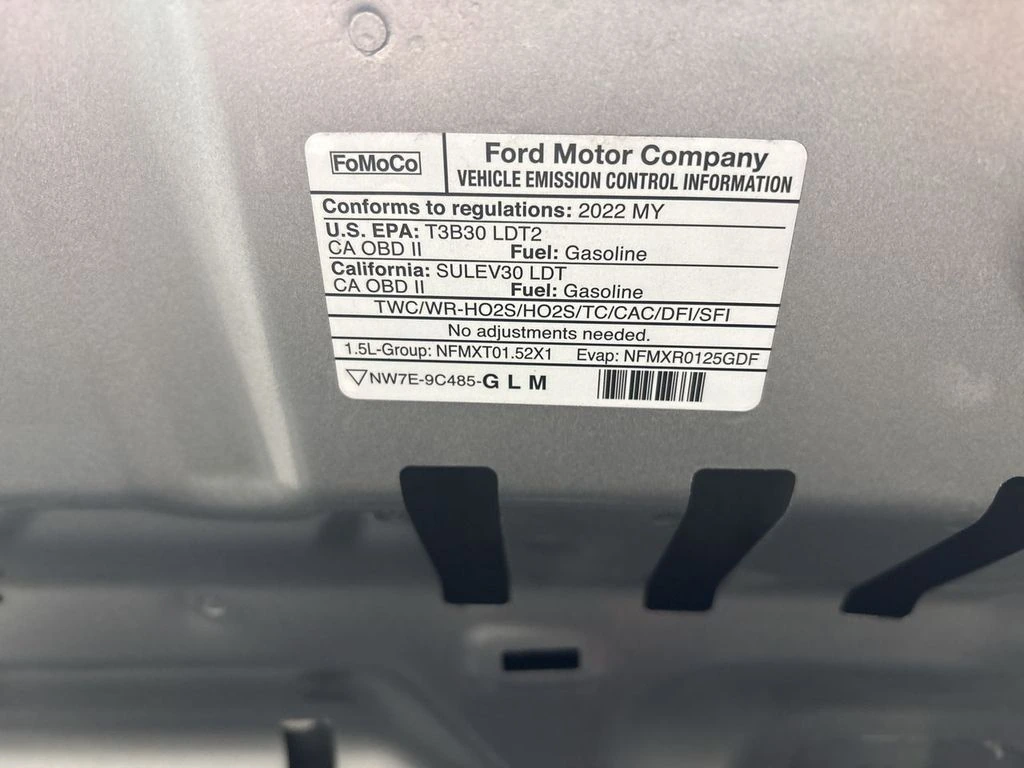 FoMoCo
Ford Motor Company
VEHICLE EMISSION CONTROL INFORMATION
Conforms to regulations: 2022 MY
U.S. EPA: T3B30 LDT2
CA OBD II Fuel: Gasoline
California: SULEV30 LDT
CA OBD II Fuel: Gasoline
TWC/WR-HO2S/HO2S/TC/CAC/DFI/SFI
No adjustments needed.
1.5L-Group: NFMXT01.52X1 Evap: NFMXR0125GDF
NW7E-9C485-G L M